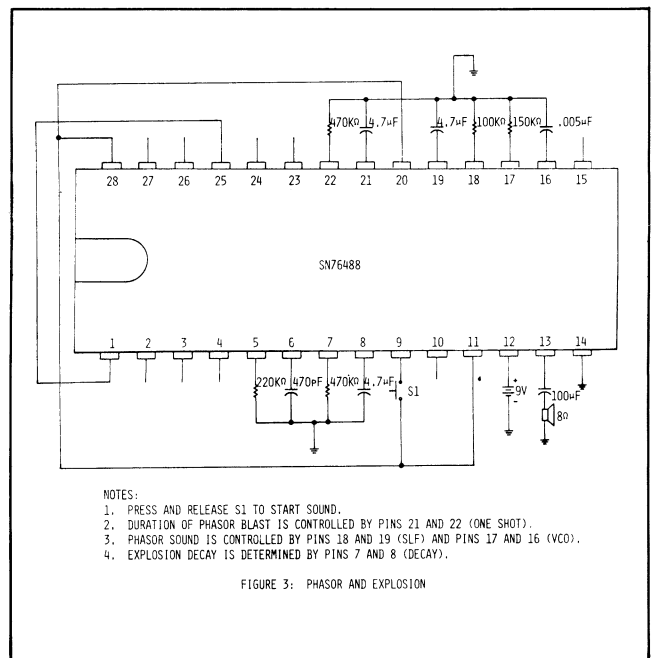 470KΩ 4.7µF 4.7µF 100KΩ 150KΩ .005µF
28 27 26 25 24 23 22 21 20 19 18 17 16 15
SN76488
1 2 3 4 5 6 7 8 9 10 11 12 13 14
220KΩ 470pF 470KΩ 4.7µF S1 + 9V - 100µF 8Ω
NOTES:
1. PRESS AND RELEASE S1 TO START SOUND.
2. DURATION OF PHASOR BLAST IS CONTROLLED BY PINS 21 AND 22 (ONE SHOT).
3. PHASOR SOUND IS CONTROLLED BY PINS 18 AND 19 (SLF) AND PINS 17 AND 16 (VCO).
4. EXPLOSION DECAY IS DETERMINED BY PINS 7 AND 8 (DECAY).
FIGURE 3: PHASOR AND EXPLOSION